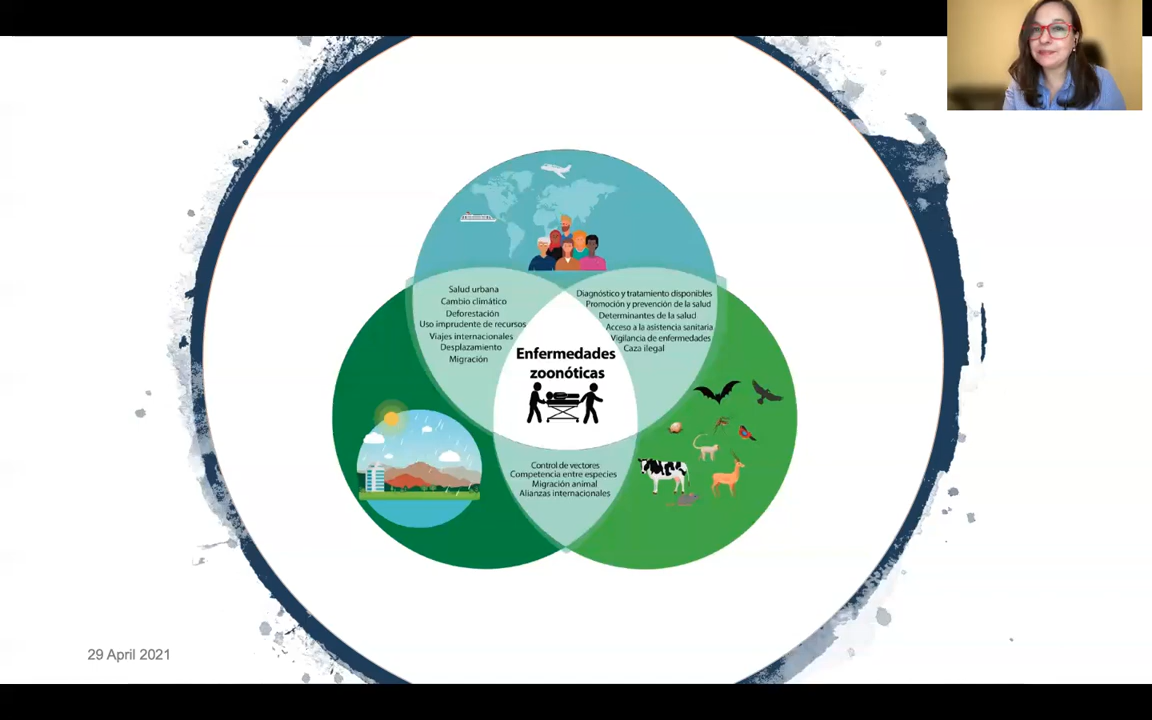 Salud urbana
Cambio climático
Deforestación
Uso imprudente de recursos
Viajes internacionales
Desplazamiento
Migración
Diagnóstico y tratamiento disponibles
Promoción y prevención de la salud
Determinantes de la salud
Acceso a la asistencia sanitaria
Vigilancia de enfermedades
Caza ilegal
Enfermedades
zoonóticas
Control de vectores
Competencia entre especies
Migración animal
Alianzas internacionales
29 April 2021